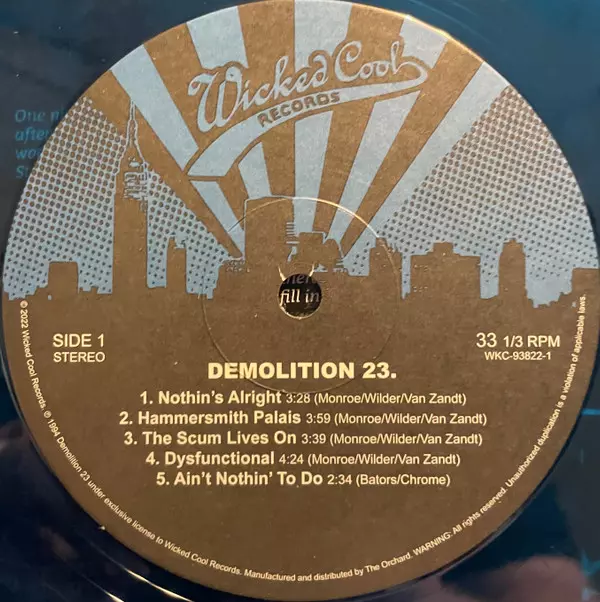 Wicked Cool
RECORDS
One
after
wo
S
fill in
SIDE 1
STEREO
33 1/3 RPM
WKC-93822-1
DEMOLITION 23.
1. Nothin's Alright 3:28 (Monroe/Wilder/Van Zandt)
2. Hammersmith Palais 3:59 (Monroe/Wilder/Van Zandt)
3. The Scum Lives On 3:39 (Monroe/Wilder/Van Zandt)
4. Dysfunctional 4:24 (Monroe/Wilder/Van Zandt)
5. Ain't Nothin' To Do 2:34 (Bators/Chrome)
© 2022 Wicked Cool Records. ℗ 1994 Demolition 23 under exclusive license to Wicked Cool Records. Manufactured and distributed by The Orchard. WARNING: All rights reserved. Unauthorized duplication is a violation of applicable laws.